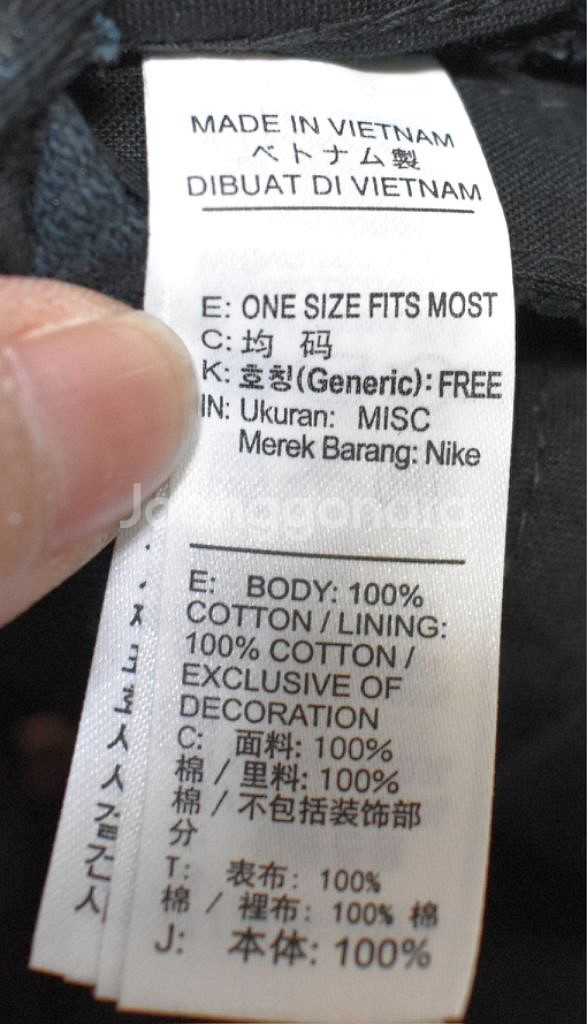 MADE IN VIETNAM
ベトナム製
DIBUAT DI VIETNAM
E: ONE SIZE FITS MOST
C: 均 码
K: 호칭(Generic): FREE
IN: Ukuran: MISC
Merek Barang: Nike
E: BODY: 100%
COTTON / LINING:
100% COTTON /
EXCLUSIVE OF
DECORATION
C: 面料: 100%
棉 / 里料: 100%
棉 / 不包括装饰部
分
T: 表布: 100%
棉 / 裡布: 100% 棉
J: 本体: 100%
Joonggonara